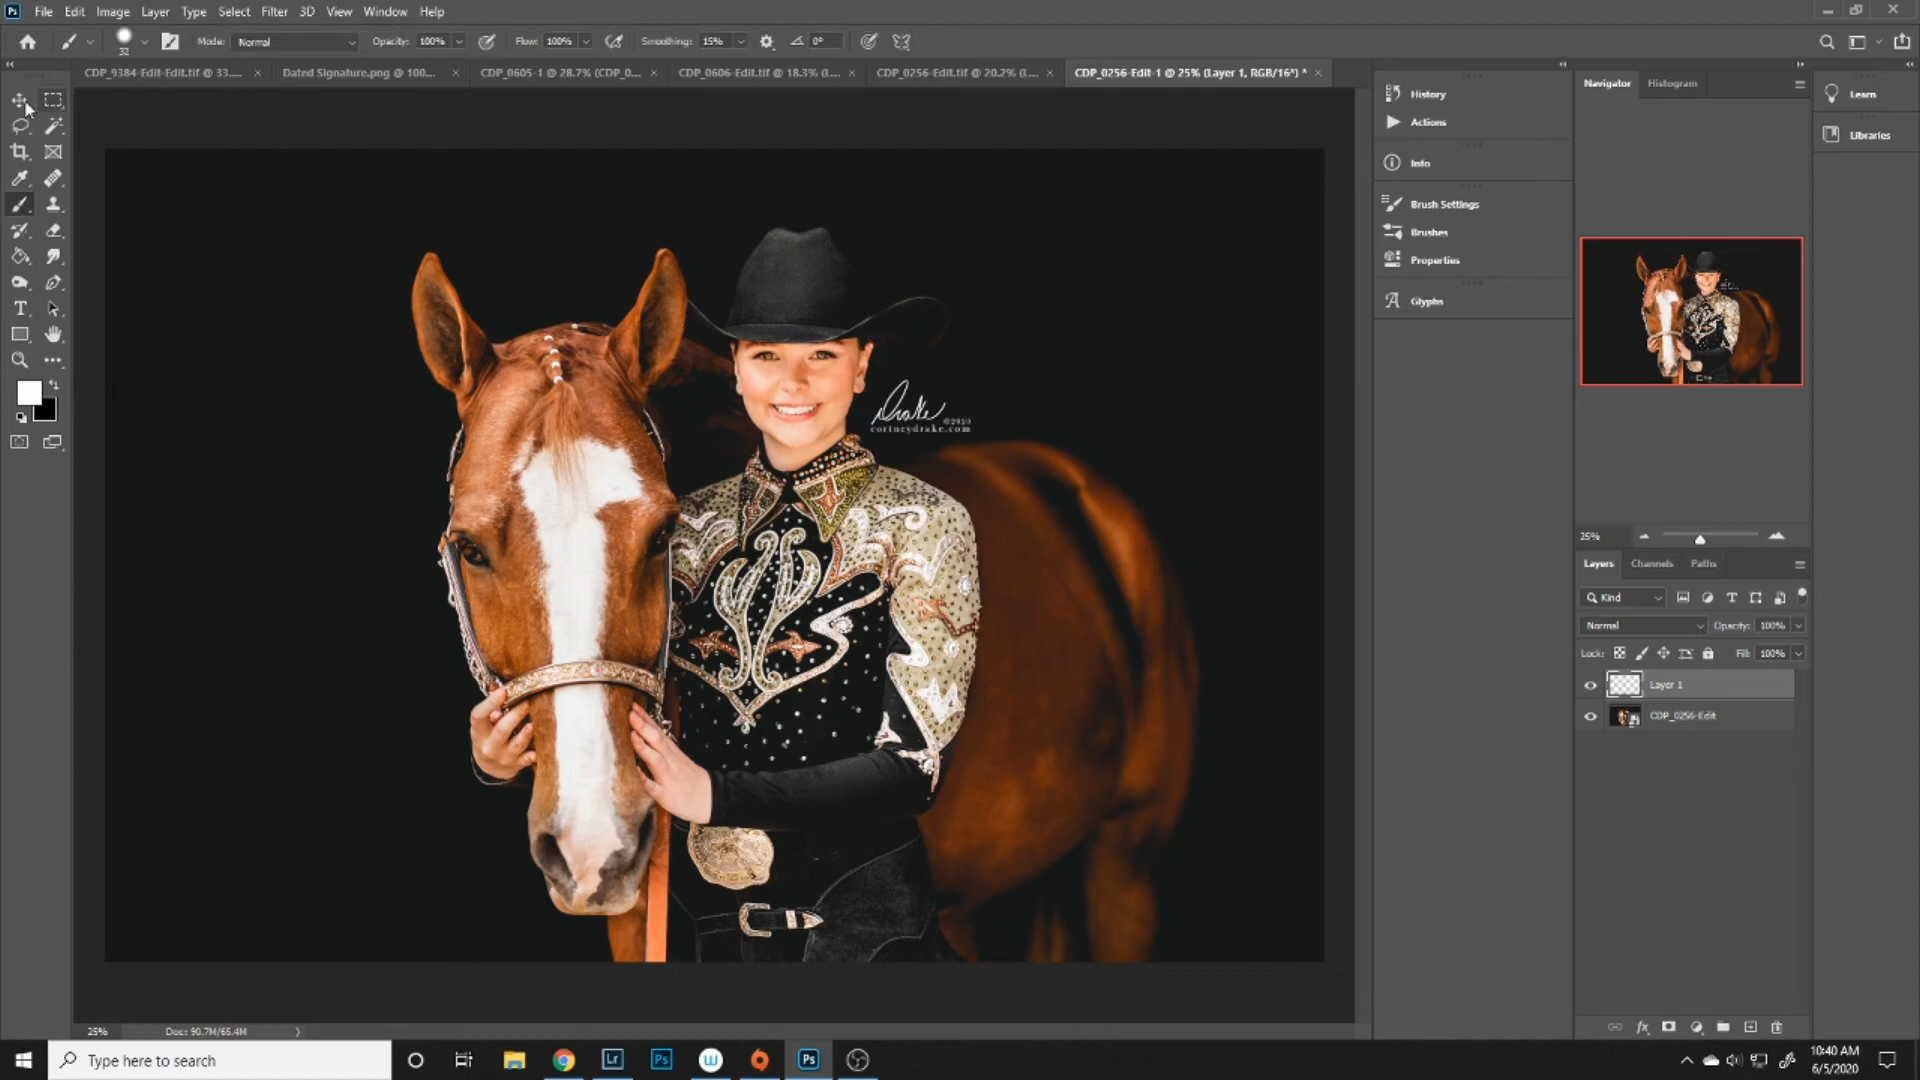 Ps File Edit Image Layer Type Select Filter 3D View Window Help
32 Mode: Normal Opacity: 100% Flow: 100% Smoothing: 15% 0°
CDP_9384-Edit-Edit.tif @ 33.... Dated Signature.png @ 100... CDP_0605-1 @ 28.7% (CDP_0... CDP_0606-Edit.tif @ 18.3% (L... CDP_0256-Edit.tif @ 20.2% (L... CDP_0256-Edit-1 @ 25% (Layer 1, RGB/16*) *
History
Actions
Info
Brush Settings
Brushes
Properties
Glyphs
Navigator Histogram
Learn
Libraries
Drake
©2020
cortneydrake.com
25%
Layers Channels Paths
Kind
Normal Opacity: 100%
Lock: Fill: 100%
Layer 1
CDP_0256-Edit
25% Doc: 90.7M/65.4M
Type here to search
Lr Ps W Ps
10:40 AM
6/5/2020